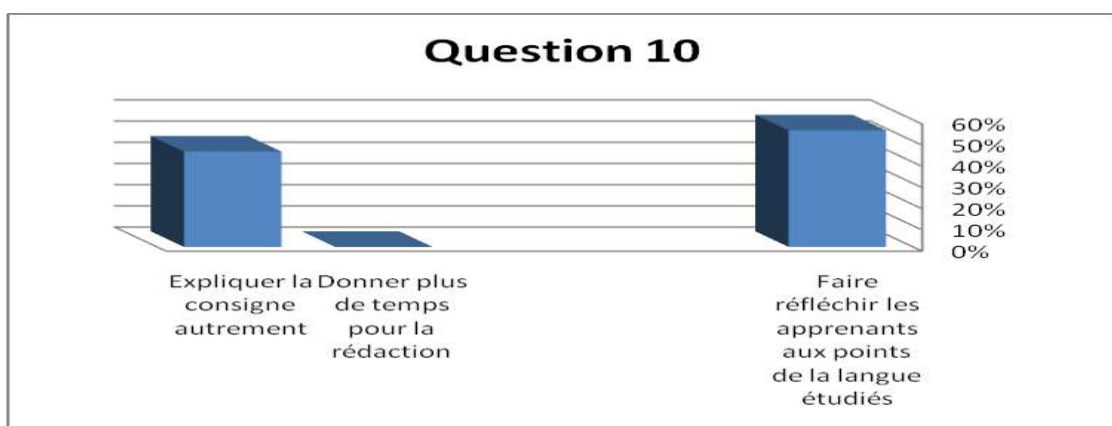 Question 10
60%
50%
40%
30%
20%
10%
0%
Expliquer la
consigne
autrement
Donner plus
de temps
pour la
rédaction
Faire
réfléchir les
apprenants
aux points
de la langue
étudiés